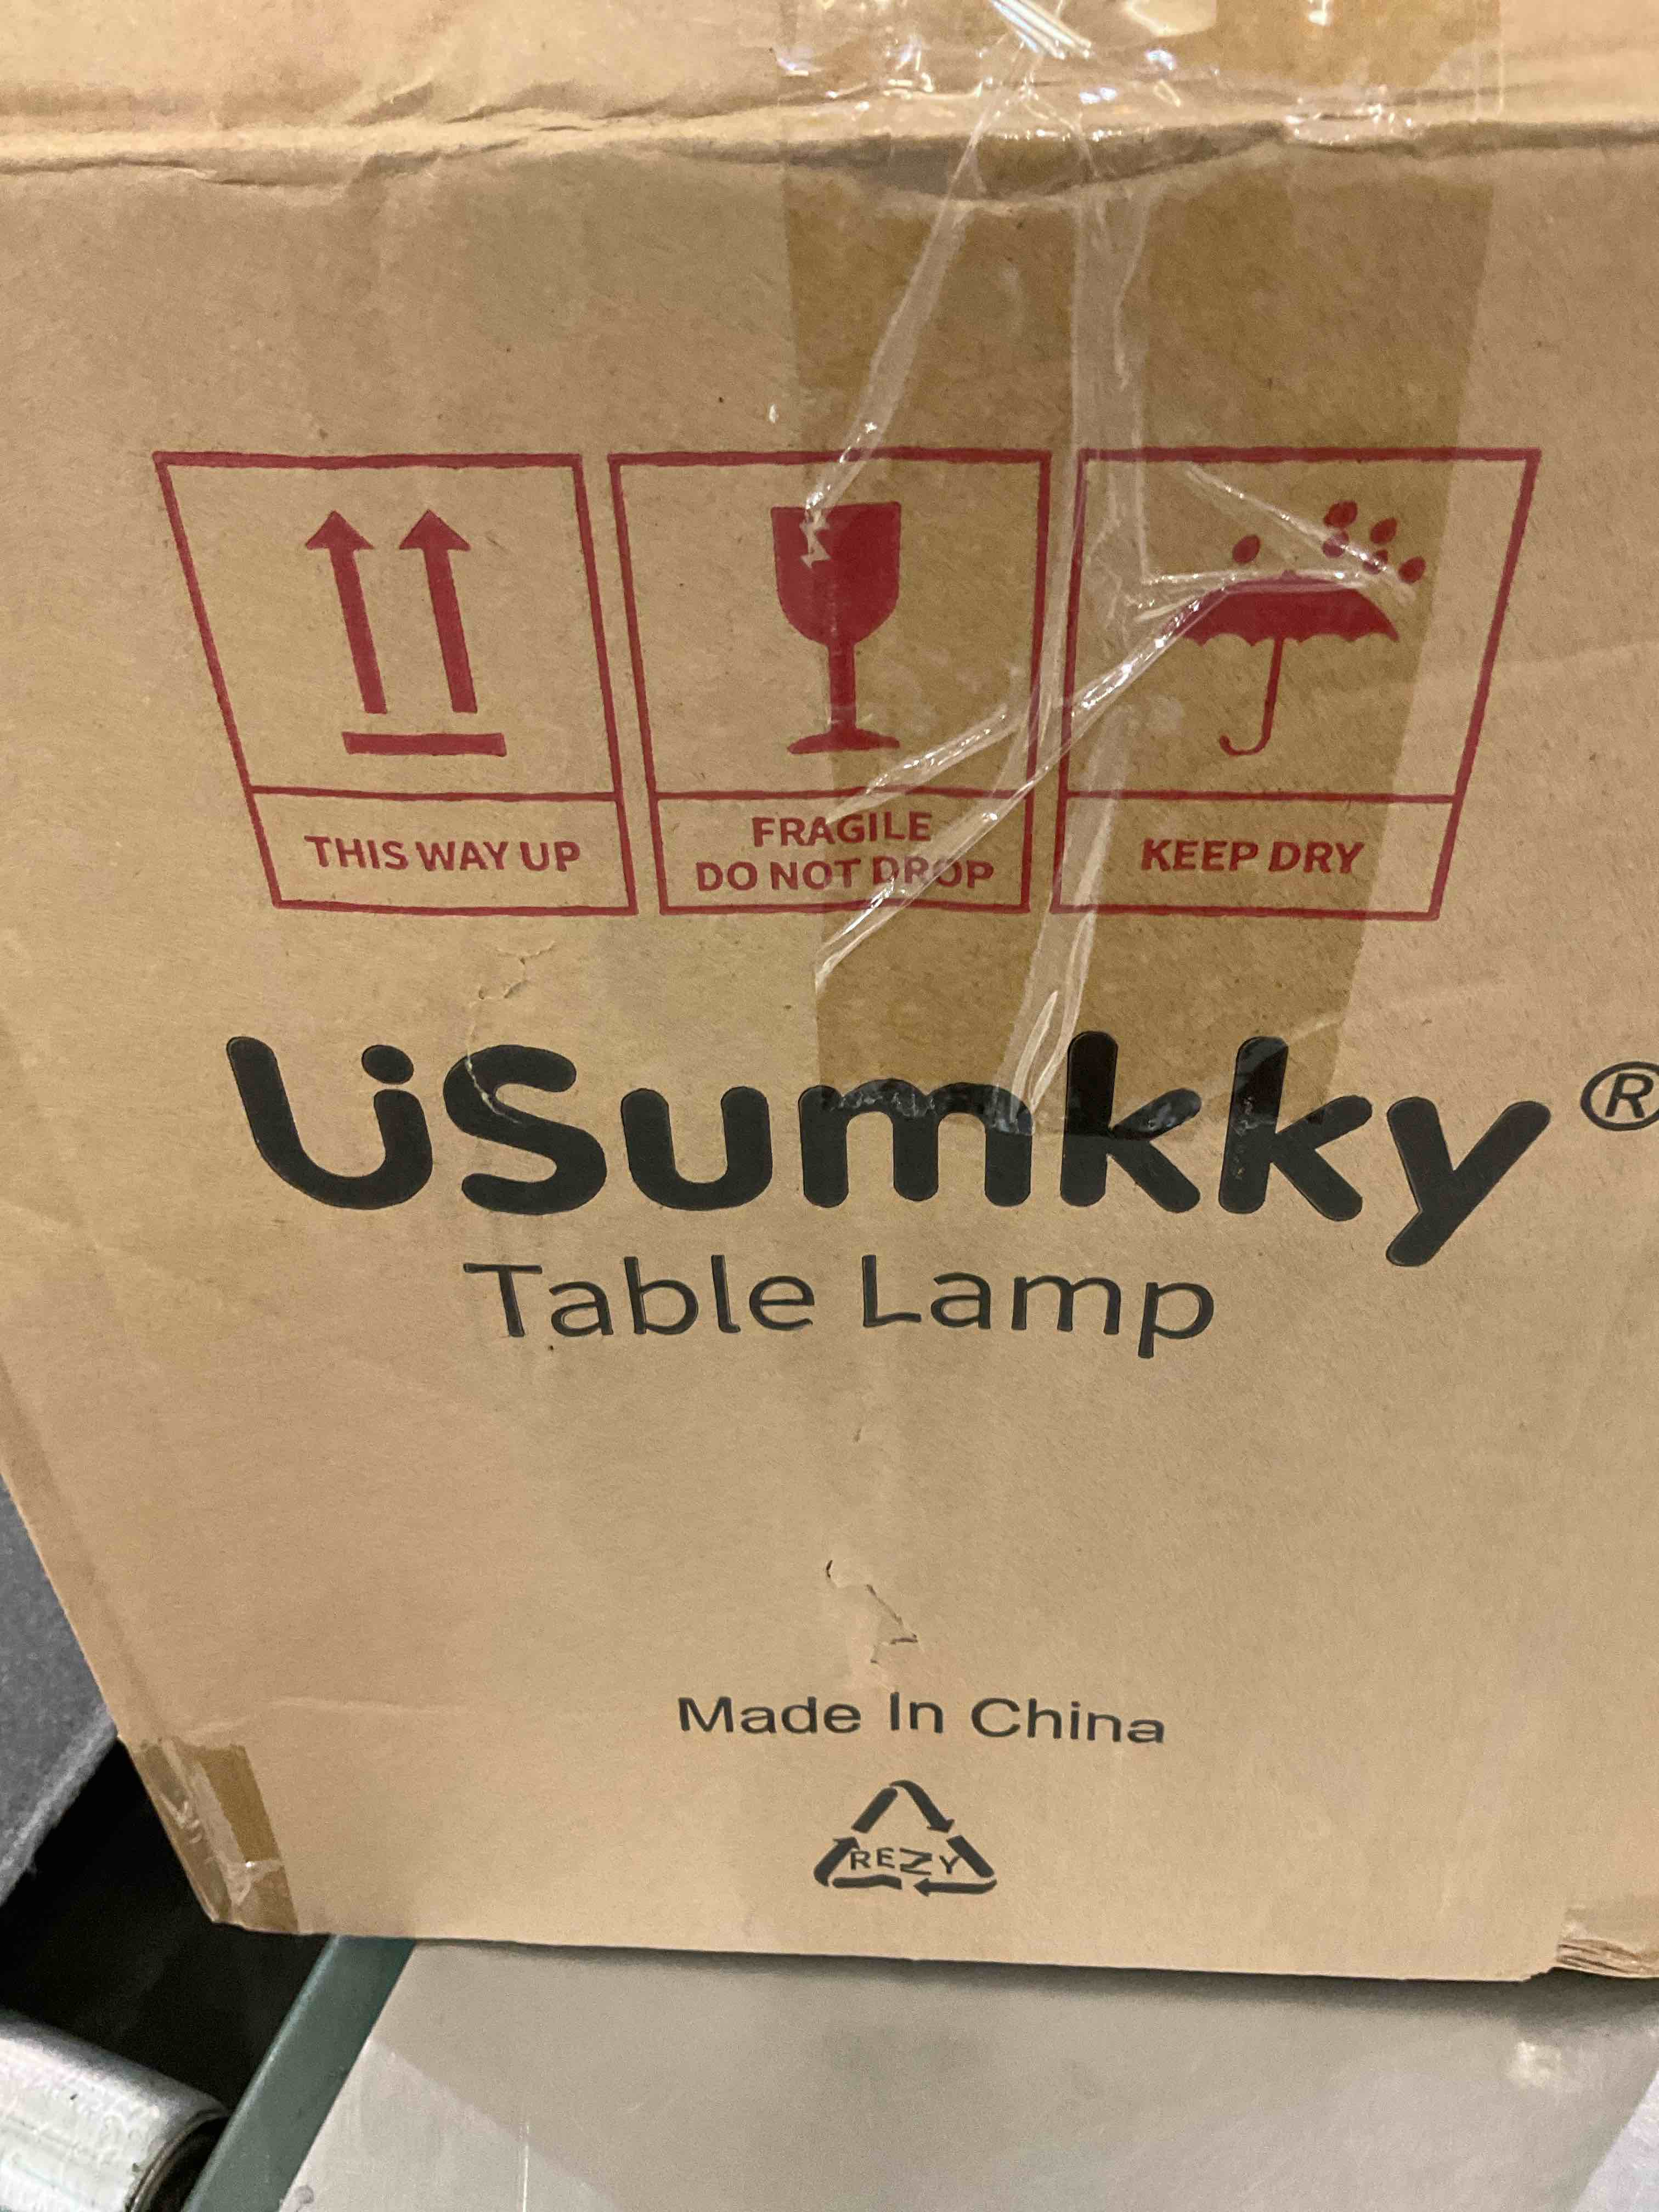 THIS WAY UP
FRAGILE
DO NOT DROP
KEEP DRY
UiSumkky®
Table Lamp
Made In China
REZY